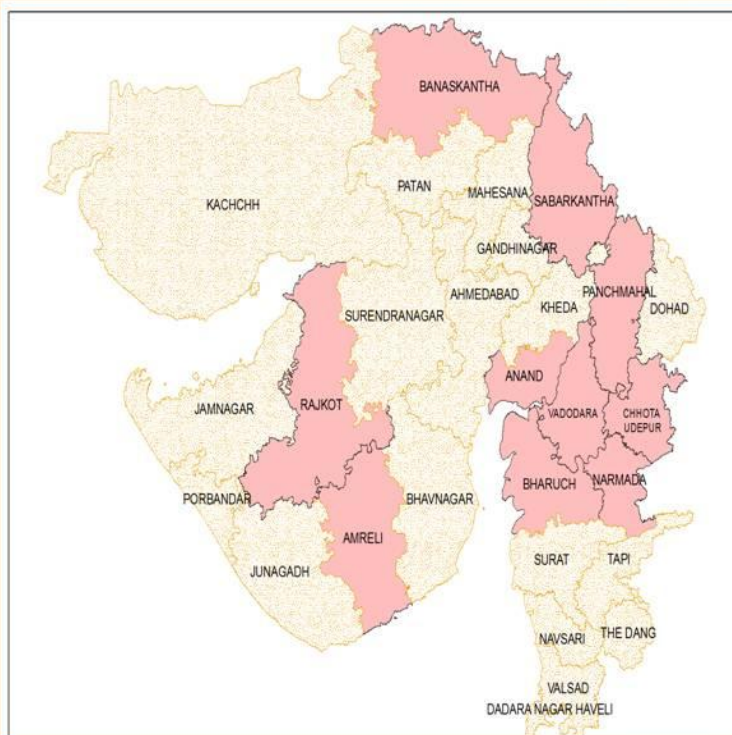 BANASKANTHA
PATAN
MAHESANA
SABARKANTHA
KACHCHH
GANDHINAGAR
AHMEDABAD
KHEDA
PANCHMAHAL
DOHAD
SURENDRANAGAR
ANAND
RAJKOT
JAMNAGAR
VADODARA
CHHOTA
UDEPUR
BHARUCH
NARMADA
PORBANDAR
BHAVNAGAR
AMRELI
JUNAGADH
SURAT
TAPI
NAVSARI
THE DANG
VALSAD
DADARA NAGAR HAVELI